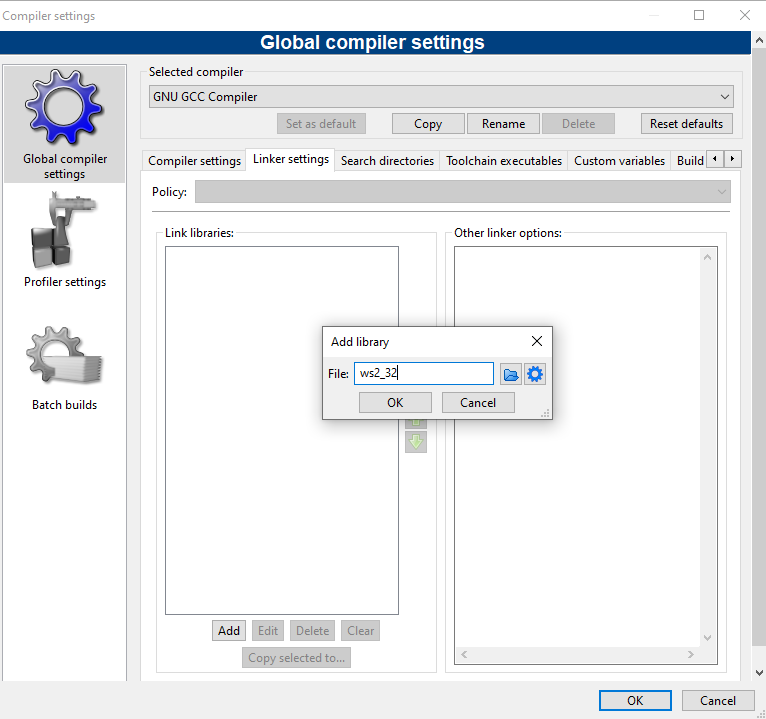 Compiler settings
Global compiler settings
Global compiler
settings
Profiler settings
Batch builds
Selected compiler
GNU GCC Compiler
Set as default
Copy
Rename
Delete
Reset defaults
Compiler settings
Linker settings
Search directories
Toolchain executables
Custom variables
Build
Policy:
Link libraries:
Other linker options:
Add library
File:
ws2_32
OK
Cancel
Add
Edit
Delete
Clear
Copy selected to...
OK
Cancel